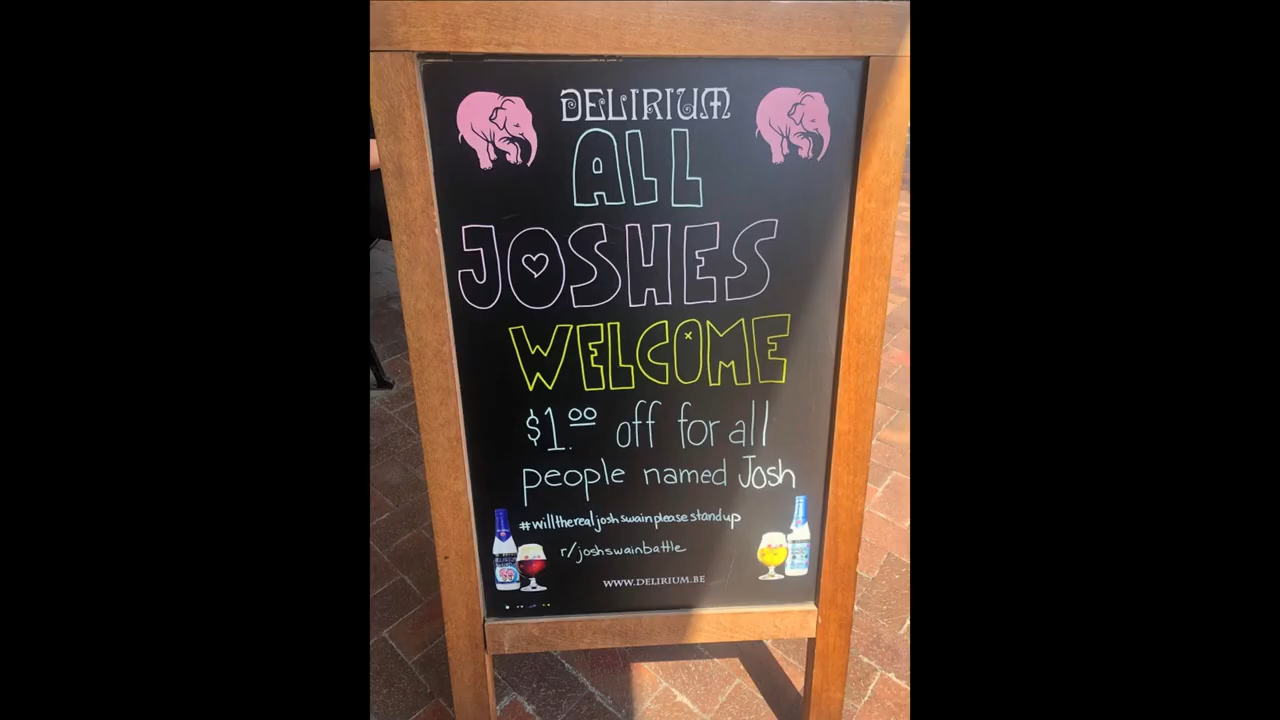 DELIRIUM
ALL
JOSHES
WELCOME
$1.00 off for all
people named Josh
#willtherealjoshswainpleasestandup
r/joshswainbattle
WWW.DELIRIUM.BE